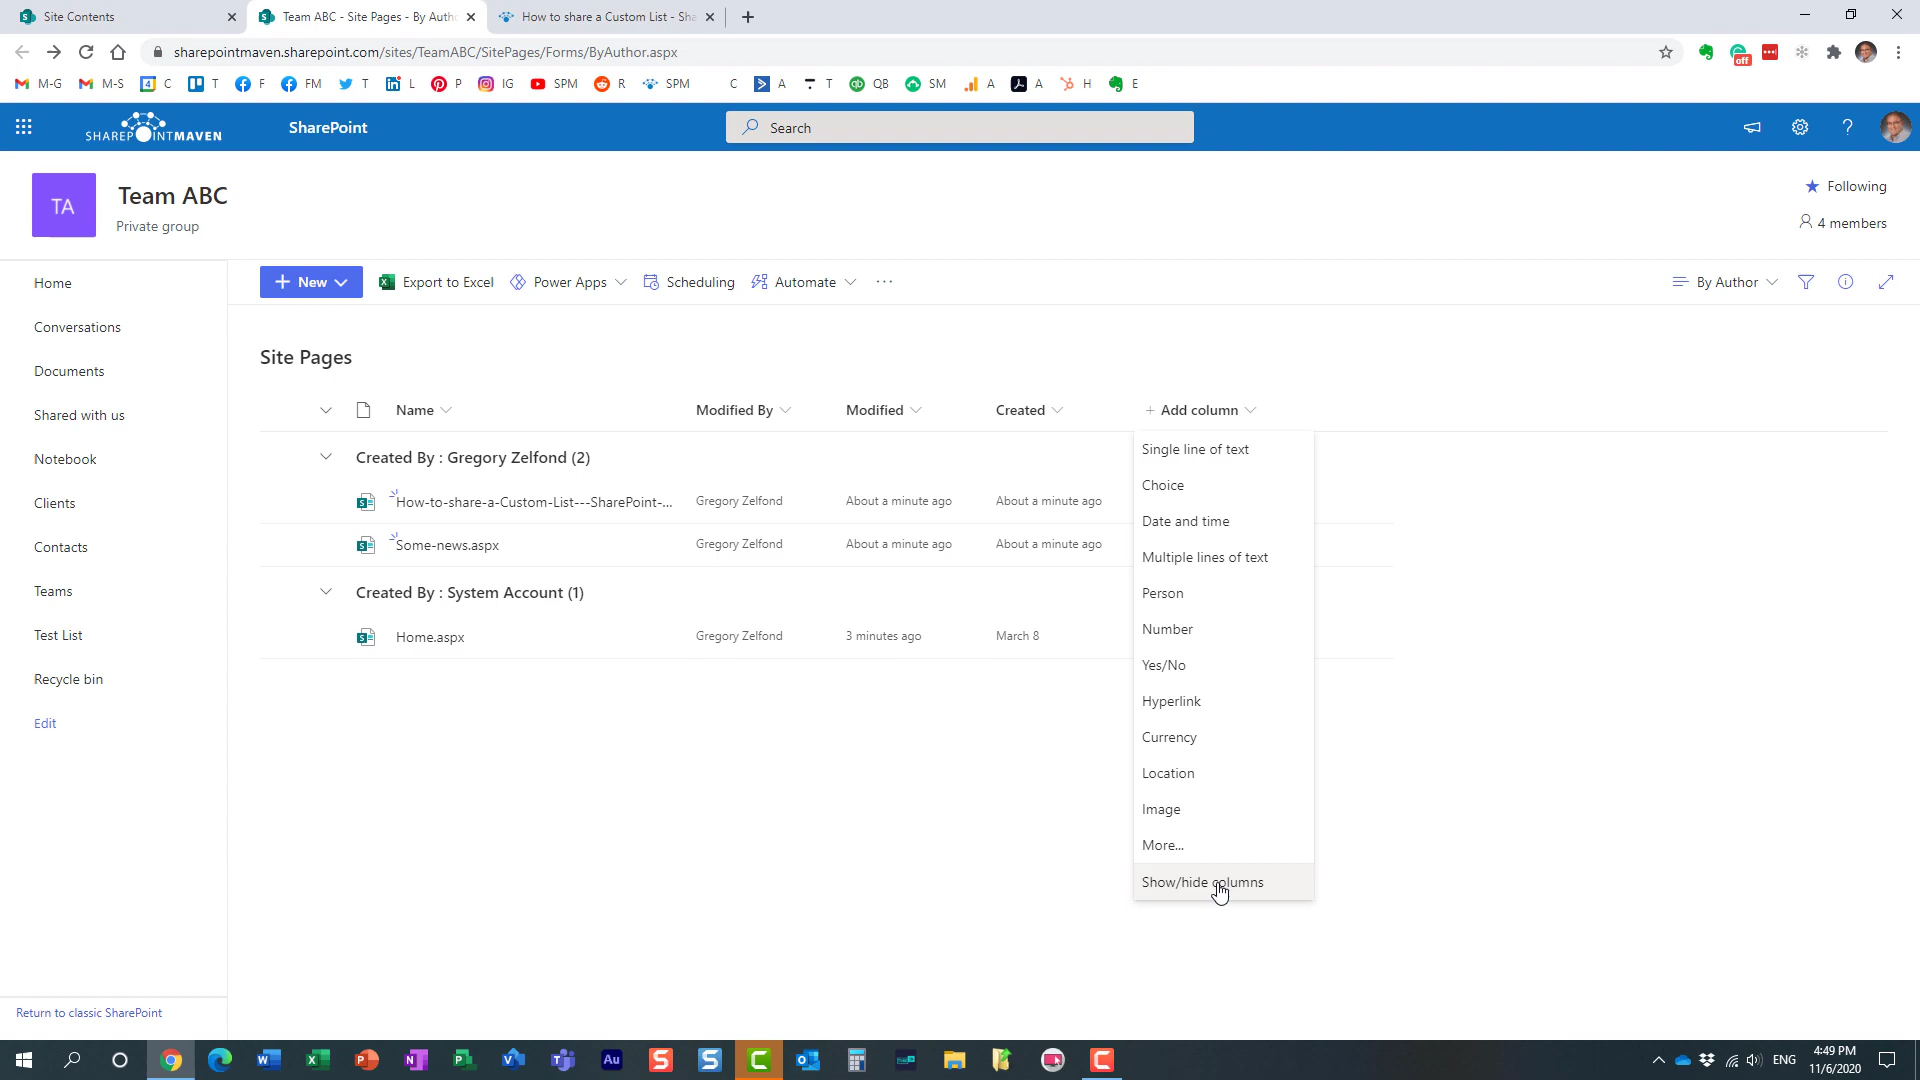 Site Contents
Team ABC - Site Pages - By Autho
How to share a Custom List - Sha
sharepointmaven.sharepoint.com/sites/TeamABC/SitePages/Forms/ByAuthor.aspx
off
M-G M-S C T F FM T L P IG SPM R SPM C A T QB SM A A H E
SHAREPOINTMAVEN SharePoint Search
TA
Team ABC
Private group
Following
4 members
Home
Conversations
Documents
Shared with us
Notebook
Clients
Contacts
Teams
Test List
Recycle bin
Edit
Return to classic SharePoint
New Export to Excel Power Apps Scheduling Automate ··· By Author
Site Pages
Name Modified By Modified Created + Add column
Created By : Gregory Zelfond (2)
How-to-share-a-Custom-List---SharePoint-... Gregory Zelfond About a minute ago About a minute ago
Some-news.aspx Gregory Zelfond About a minute ago About a minute ago
Created By : System Account (1)
Home.aspx Gregory Zelfond 3 minutes ago March 8
Single line of text
Choice
Date and time
Multiple lines of text
Person
Number
Yes/No
Hyperlink
Currency
Location
Image
More...
Show/hide columns
ENG
4:49 PM
11/6/2020